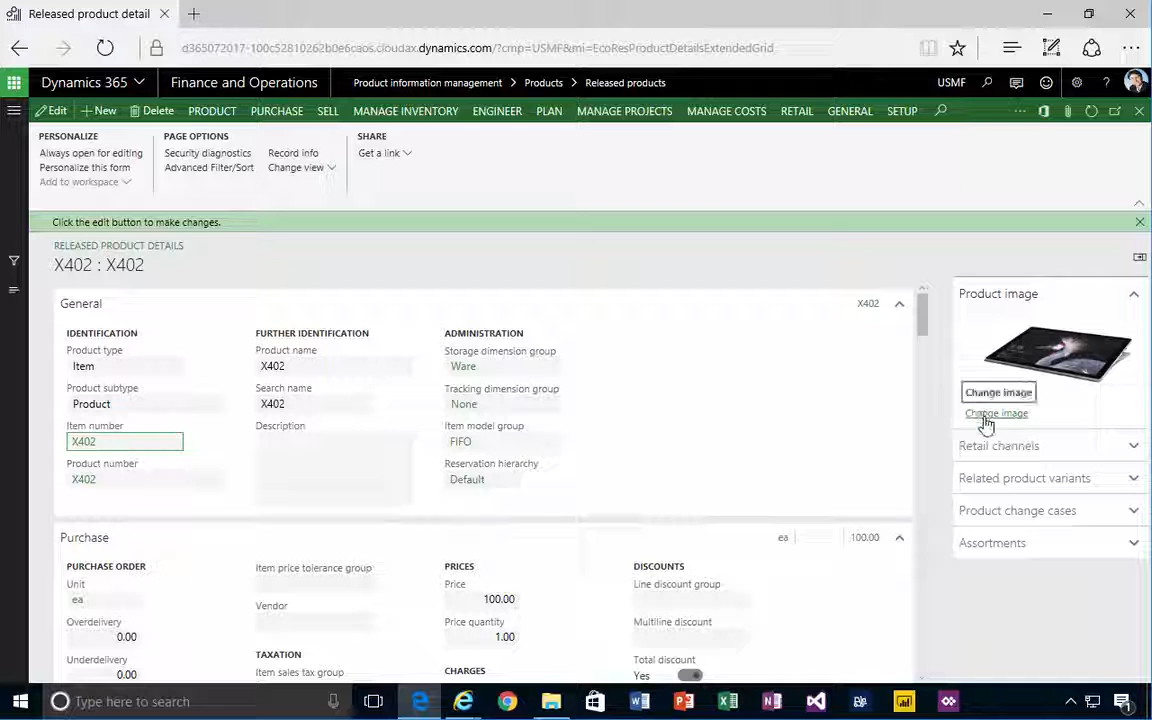 Released product detail
d365072017-100c52810262b0e6caos.cloudax.dynamics.com/?cmp=USMF&mi=EcoResProductDetailsExtendedGrid
Dynamics 365 Finance and Operations Product information management > Products > Released products USMF ?
Edit + New Delete PRODUCT PURCHASE SELL MANAGE INVENTORY ENGINEER PLAN MANAGE PROJECTS MANAGE COSTS RETAIL GENERAL SETUP
PERSONALIZE PAGE OPTIONS SHARE
Always open for editing Security diagnostics Record info Get a link
Personalize this form Advanced Filter/Sort Change view
Add to workspace
Click the edit button to make changes.
RELEASED PRODUCT DETAILS
X402 : X402
General X402
Product image
IDENTIFICATION FURTHER IDENTIFICATION ADMINISTRATION
Product type Product name Storage dimension group
Item X402 Ware
Product subtype Search name Tracking dimension group
Product X402 None
Change image
Change image
Item number Description Item model group
X402 FIFO
Retail channels
Product number Reservation hierarchy
X402 Default
Related product variants
Product change cases
Assortments
Purchase ea 100.00
PURCHASE ORDER Item price tolerance group PRICES DISCOUNTS
Unit Price Line discount group
ea Vendor 100.00
Overdelivery Price quantity Multiline discount
0.00 1.00
TAXATION
Underdelivery Item sales tax group CHARGES Total discount
0.00 Yes
Type here to search
1